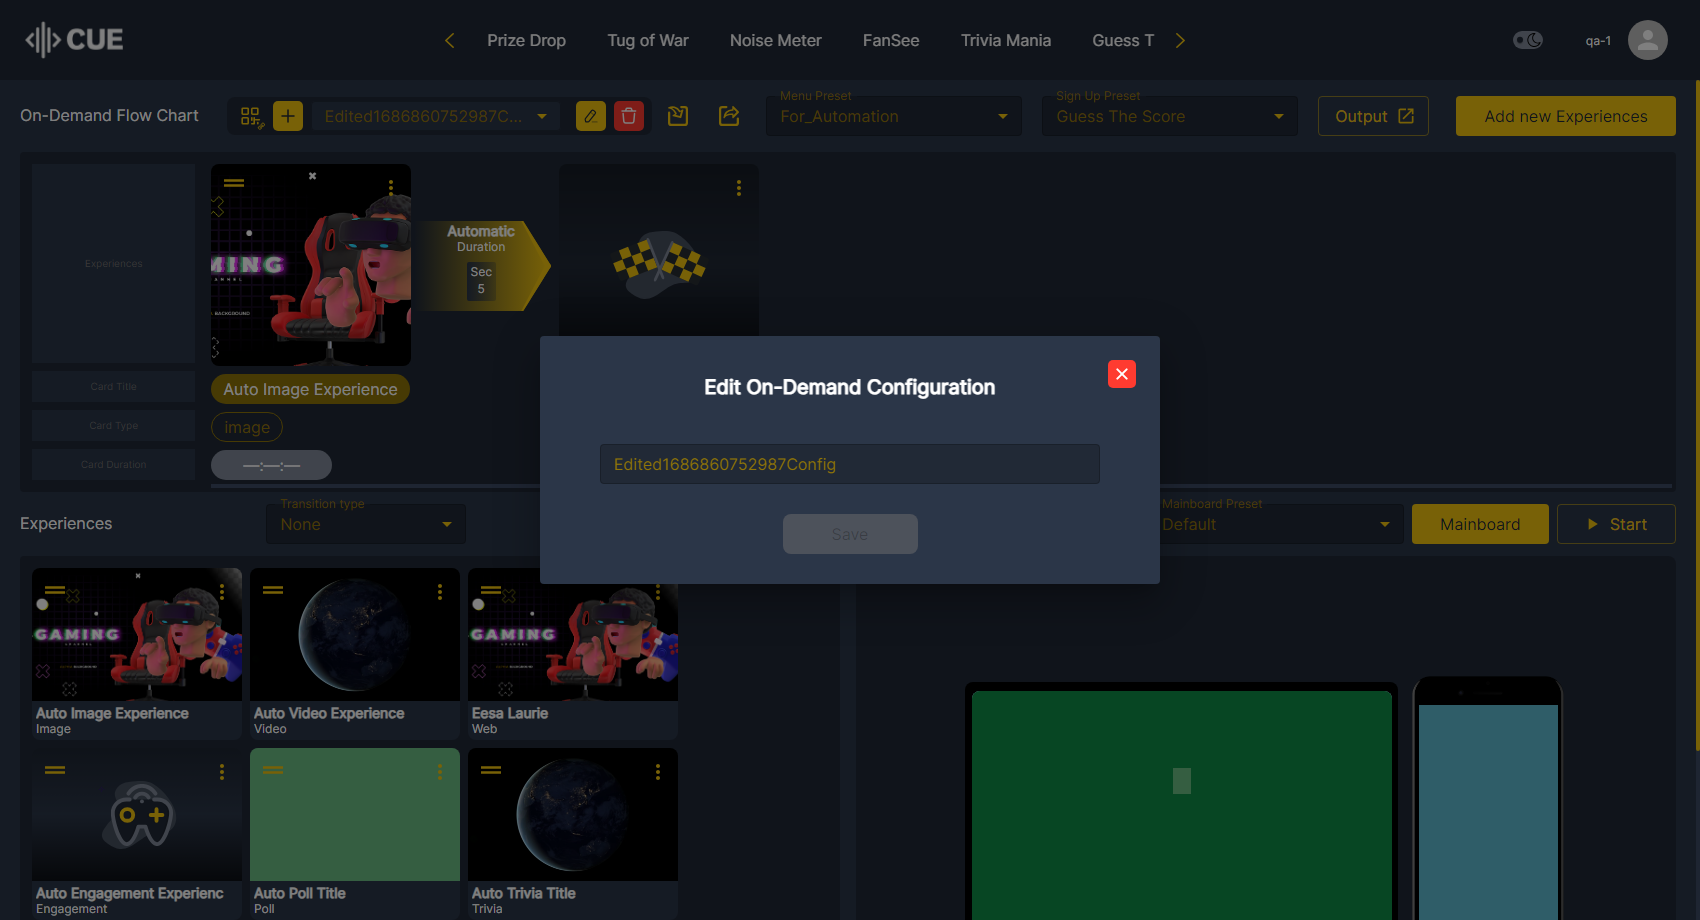 CUE
Prize Drop
Tug of War
Noise Meter
FanSee
Trivia Mania
Guess T
qa-1
On-Demand Flow Chart
Edited1686860752987C...
Menu Preset
For_Automation
Sign Up Preset
Guess The Score
Output
Add new Experiences
Experiences
Automatic
Duration
Sec
5
MING
BACKGROUND
Card Title
Auto Image Experience
Card Type
image
Card Duration
—:—:—
Edit On-Demand Configuration
Edited1686860752987Config
Save
Experiences
Transition type
None
Mainboard Preset
Default
Mainboard
Start
GAMING
GAMING
Auto Image Experience
Image
Auto Video Experience
Video
Eesa Laurie
Web
Auto Engagement Experienc
Engagement
Auto Poll Title
Poll
Auto Trivia Title
Trivia